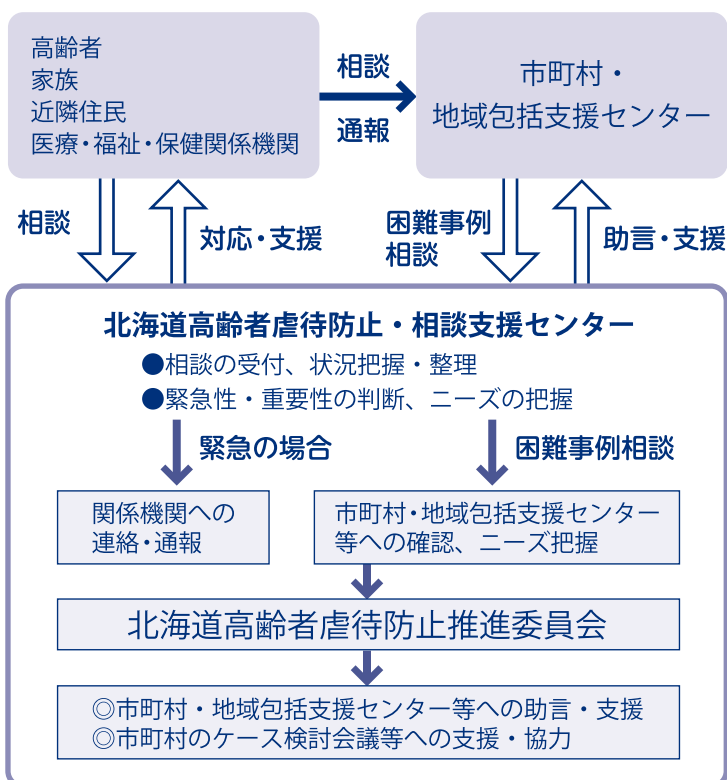 高齢者
家族
近隣住民
医療・福祉・保健関係機関
相談
通報
市町村・
地域包括支援センター
相談
対応・支援
困難事例
相談
助言・支援
北海道高齢者虐待防止・相談支援センター
●相談の受付、状況把握・整理
●緊急性・重要性の判断、ニーズの把握
緊急の場合
困難事例相談
関係機関への
連絡・通報
市町村・地域包括支援センター
等への確認、ニーズ把握
北海道高齢者虐待防止推進委員会
◎市町村・地域包括支援センター等への助言・支援
◎市町村のケース検討会議等への支援・協力